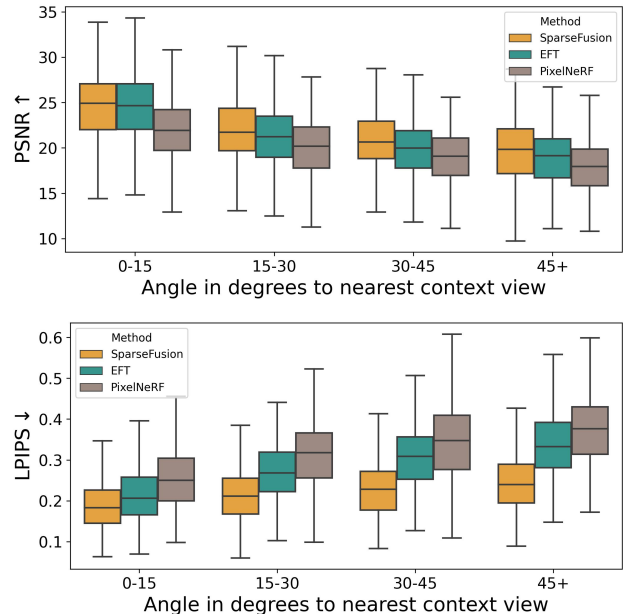 PSNR ↑
35
30
25
20
15
10
Method
SparseFusion
EFT
PixelNeRF
0-15
15-30
30-45
45+
Angle in degrees to nearest context view
LPIPS ↓
0.6
0.5
0.4
0.3
0.2
0.1
Method
SparseFusion
EFT
PixelNeRF
0-15
15-30
30-45
45+
Angle in degrees to nearest context view